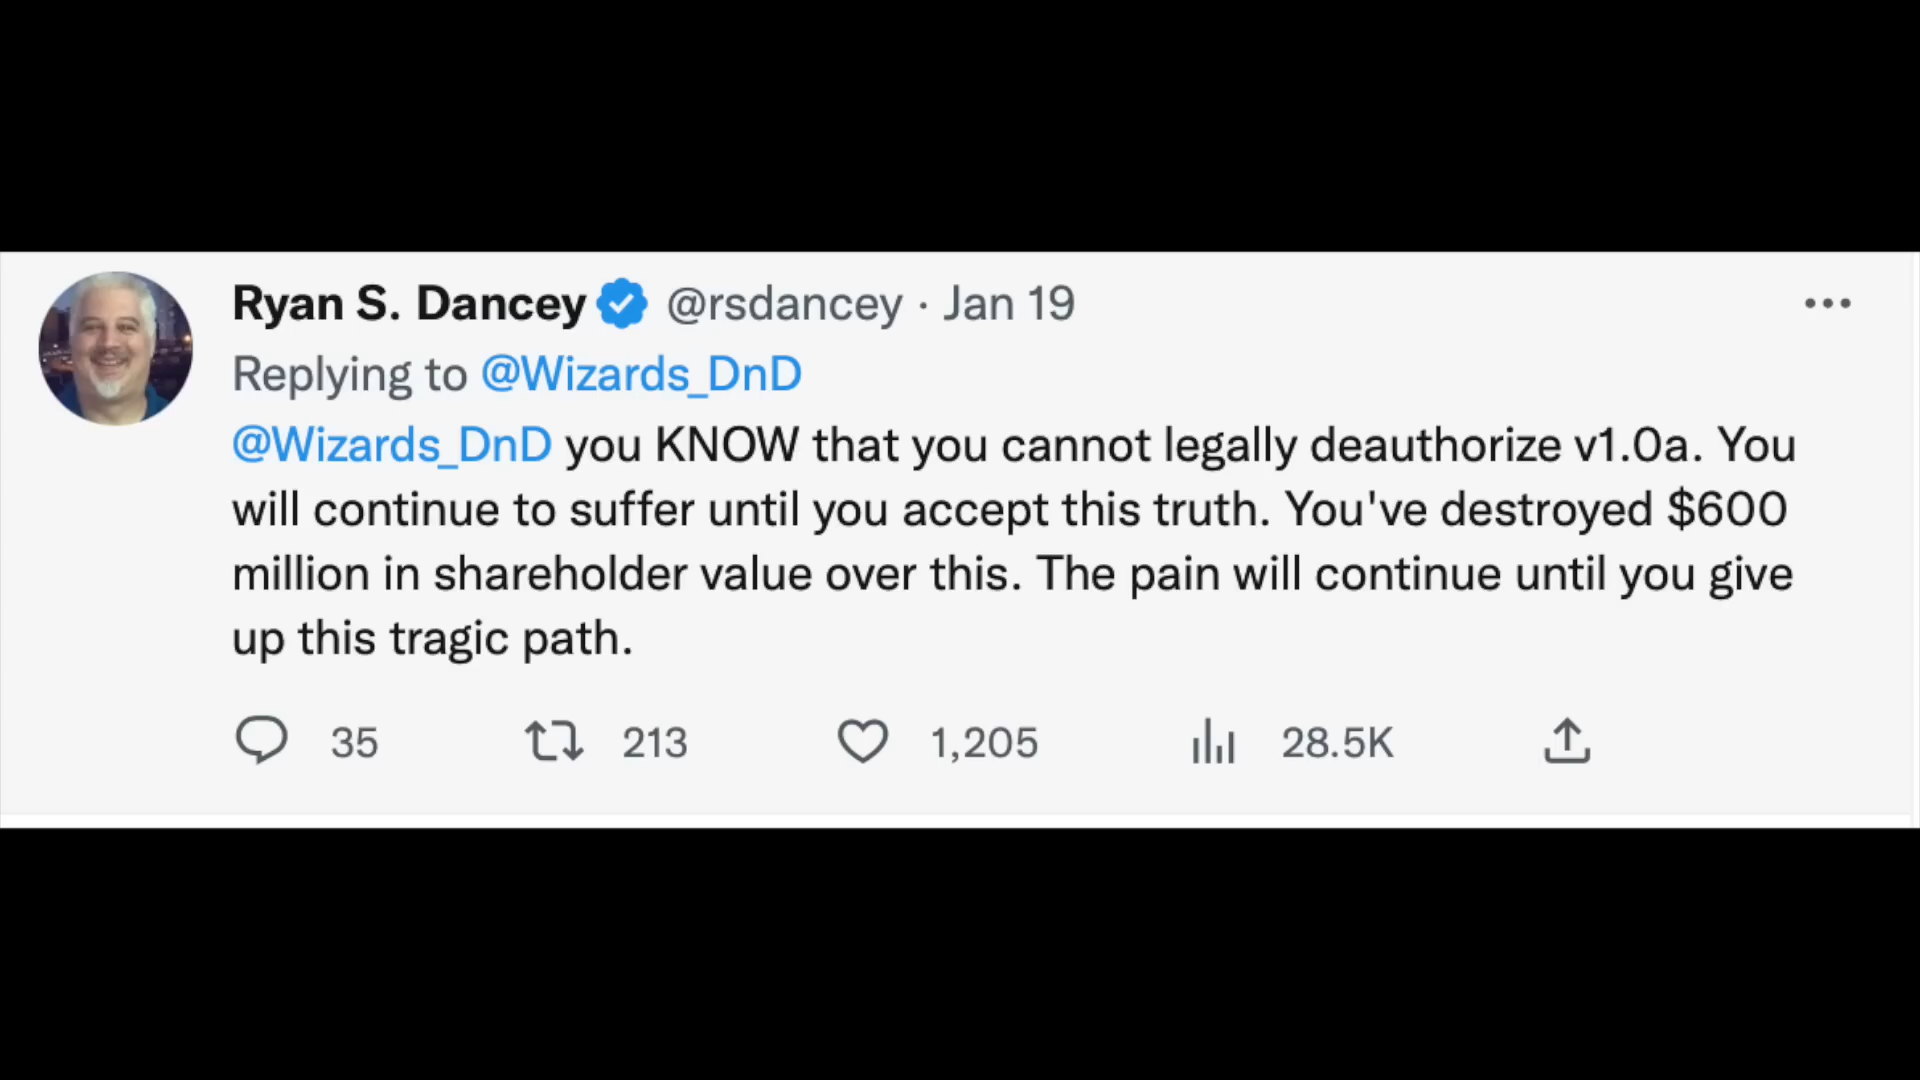 Ryan S. Dancey @rsdancey · Jan 19
Replying to @Wizards_DnD
@Wizards_DnD you KNOW that you cannot legally deauthorize v1.0a. You
will continue to suffer until you accept this truth. You've destroyed $600
million in shareholder value over this. The pain will continue until you give
up this tragic path.
35 213 1,205 28.5K